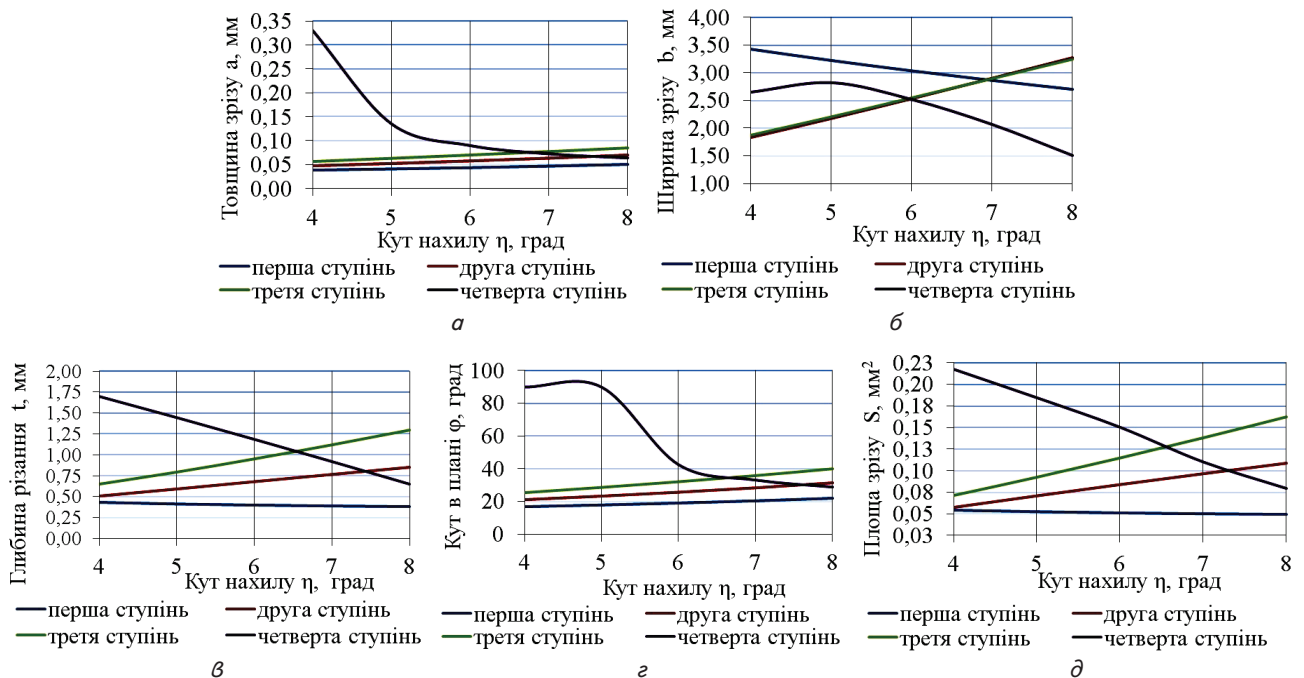 Товщина зрізу a, мм
0,35
0,30
0,25
0,20
0,15
0,10
0,05
0,00
4 5 6 7 8
Кут нахилу η, град
перша ступінь друга ступінь
третя ступінь четверта ступінь
а
Ширина зрізу b, мм
4,00
3,50
3,00
2,50
2,00
1,50
1,00
4 5 6 7 8
Кут нахилу η, град
перша ступінь друга ступінь
третя ступінь четверта ступінь
б
Глибина різання t, мм
2,00
1,75
1,50
1,25
1,00
0,75
0,50
0,25
0,00
4 5 6 7 8
Кут нахилу η, град
перша ступінь друга ступінь
третя ступінь четверта ступінь
в
Кут в плані φ, град
100
80
60
40
20
0
4 5 6 7 8
Кут нахилу η, град
перша ступінь друга ступінь
третя ступінь четверта ступінь
г
Площа зрізу S, мм²
0,23
0,20
0,18
0,15
0,13
0,10
0,08
0,05
0,03
4 5 6 7 8
Кут нахилу η, град
перша ступінь друга ступінь
третя ступінь четверта ступінь
д